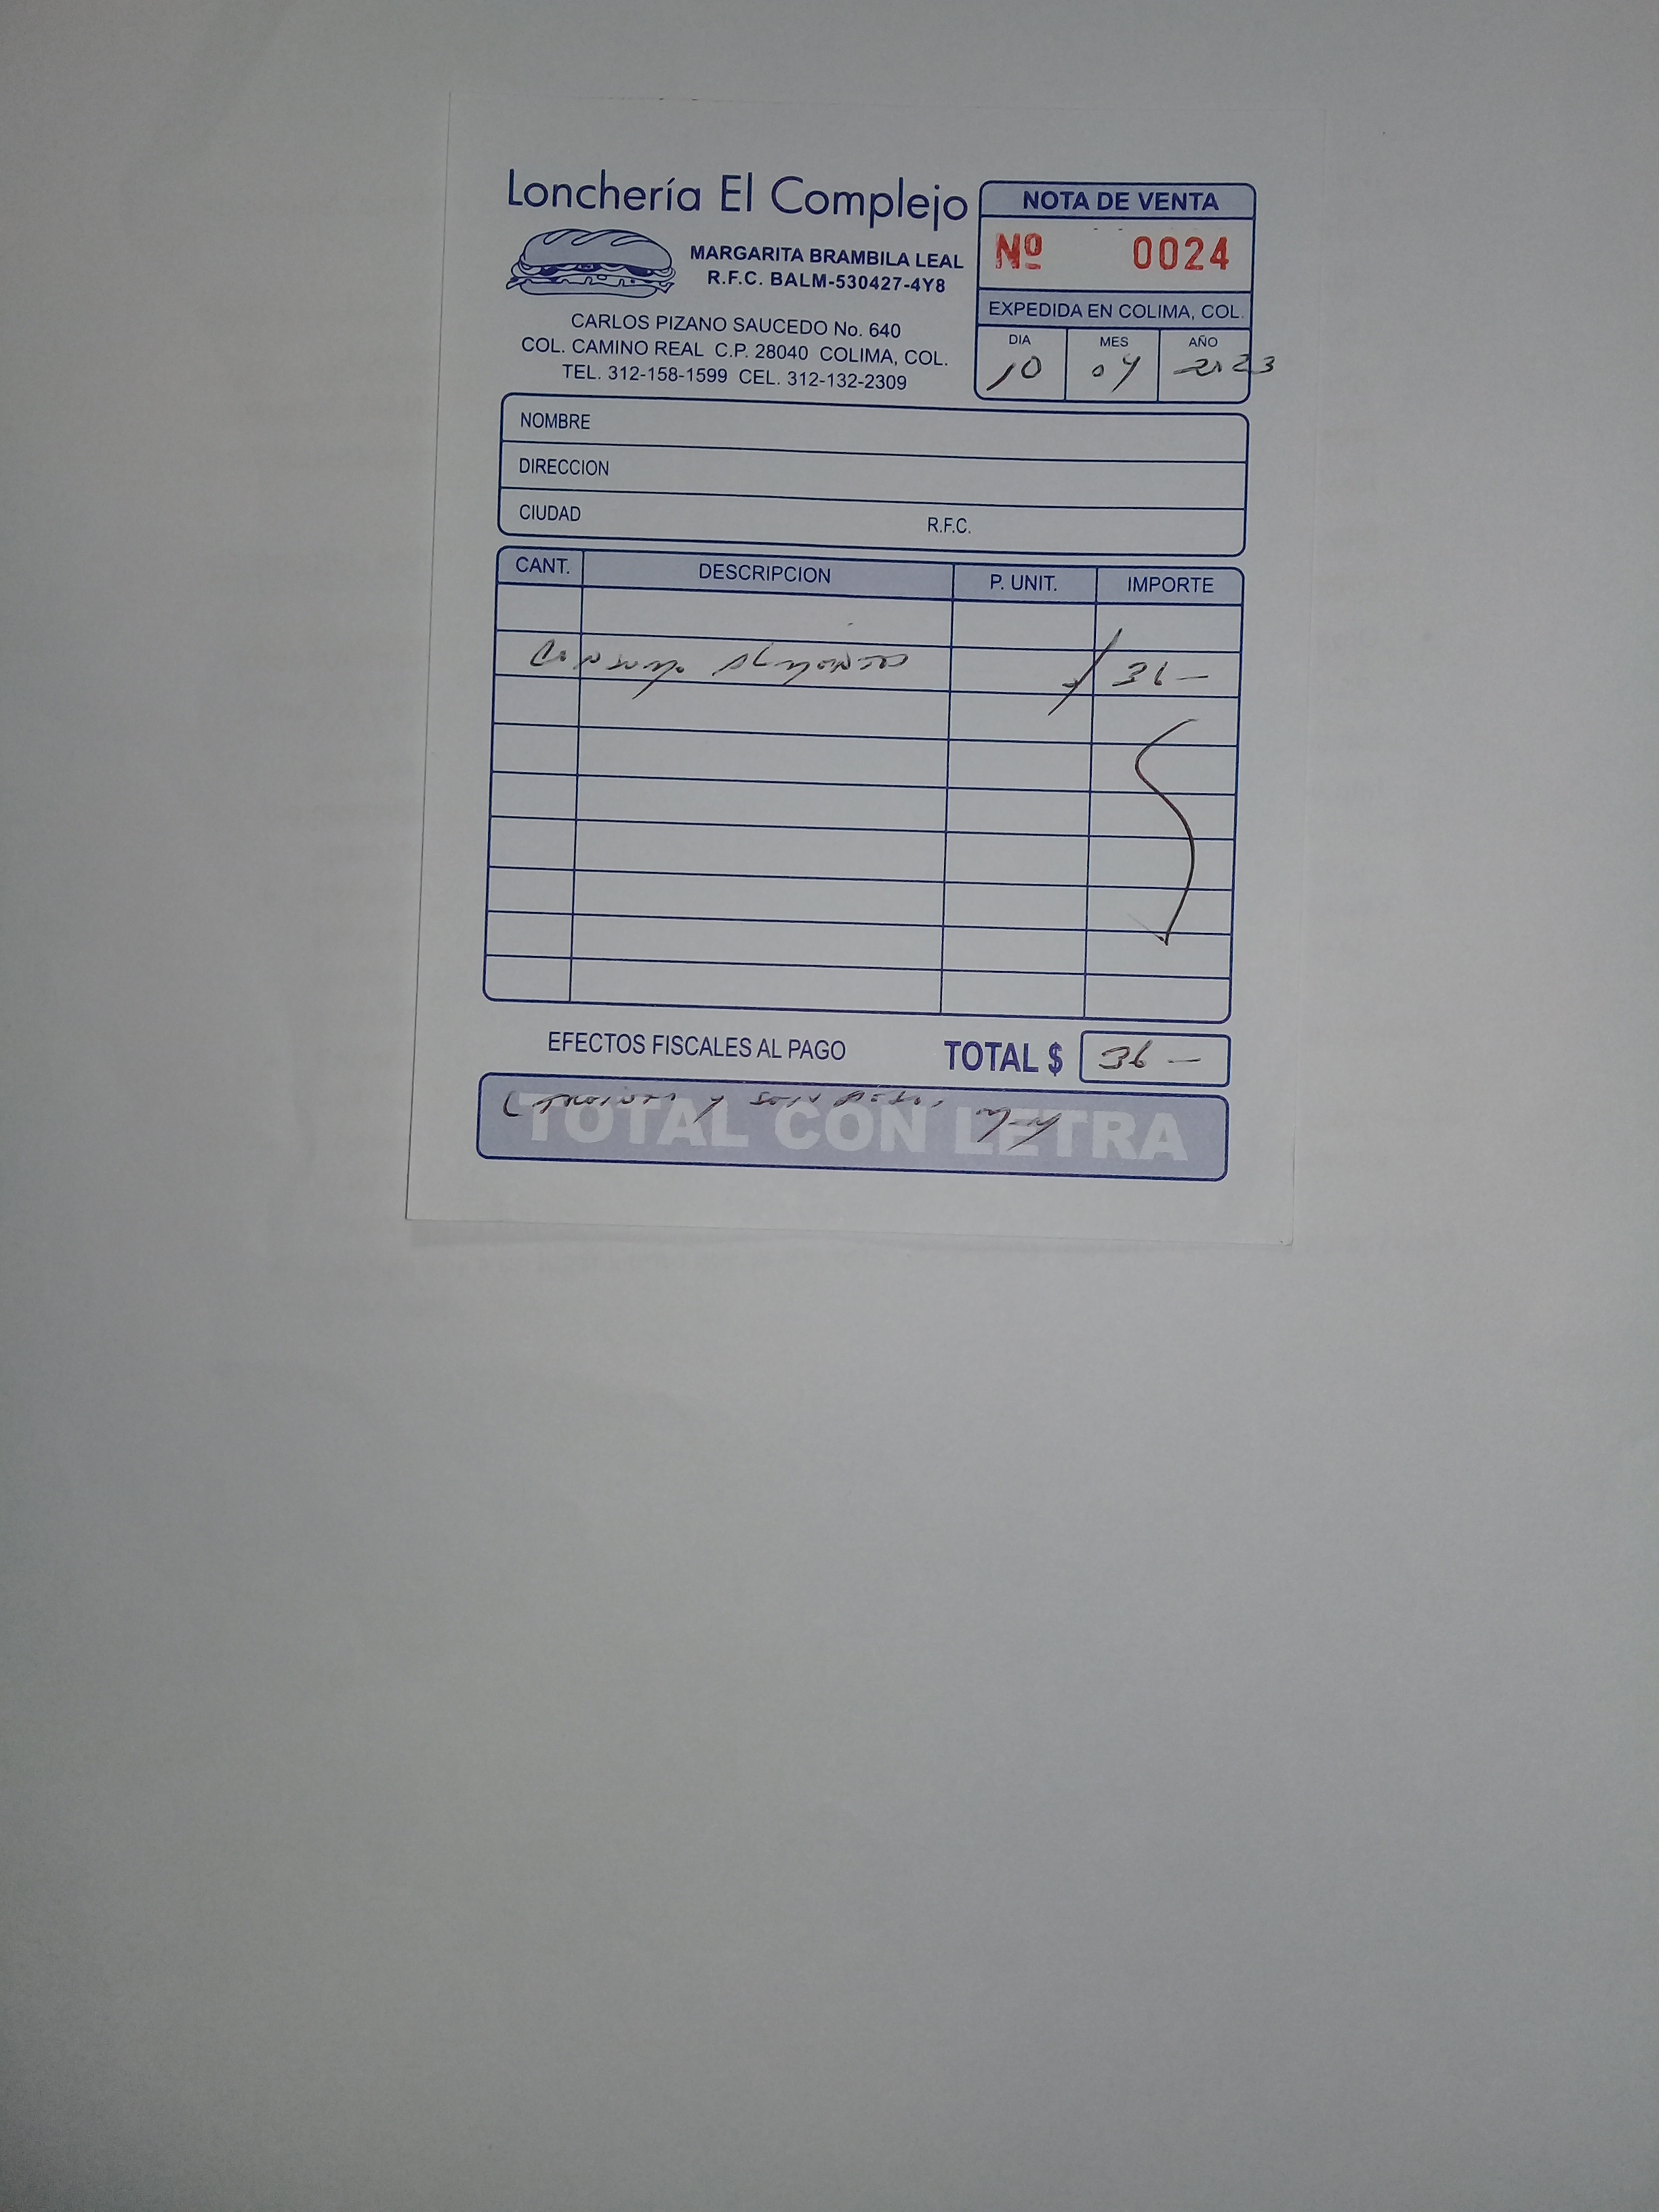 Lonchería El Complejo
MARGARITA BRAMBILA LEAL
R.F.C. BALM-530427-4Y8
CARLOS PIZANO SAUCEDO No. 640
COL. CAMINO REAL C.P. 28040 COLIMA, COL.
TEL. 312-158-1599 CEL. 312-132-2309
NOTA DE VENTA
Nº 0024
EXPEDIDA EN COLIMA, COL.
DIA MES AÑO
10 04 2023
NOMBRE
DIRECCION
CIUDAD R.F.C.
CANT. DESCRIPCION P. UNIT. IMPORTE
Consumo Alimentos 36 —
EFECTOS FISCALES AL PAGO TOTAL $ 36 —
(Treinta y seis pesos
TOTAL CON LETRA